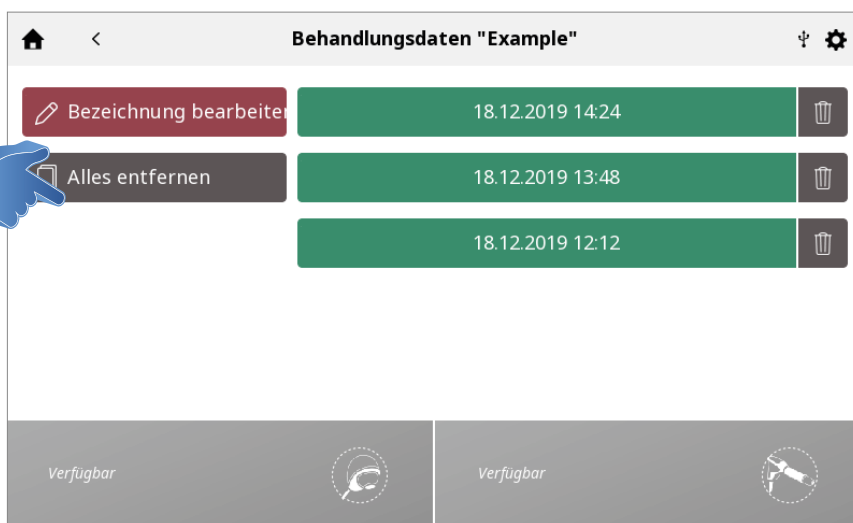 Behandlungsdaten "Example"
Bezeichnung bearbeiten
18.12.2019 14:24
Alles entfernen
18.12.2019 13:48
18.12.2019 12:12
Verfügbar
Verfügbar